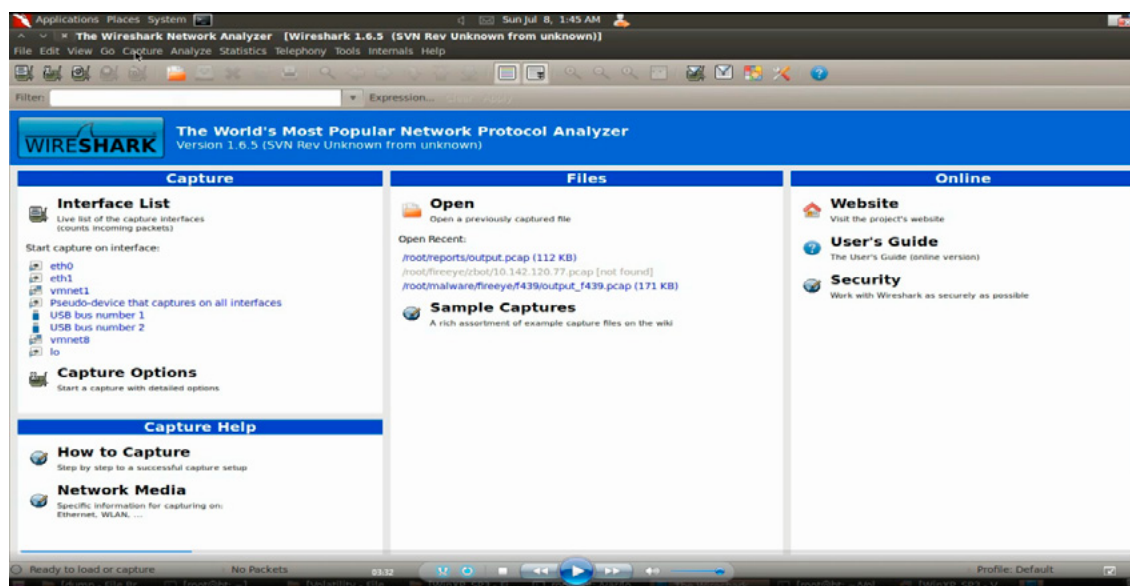 Applications Places System
Sun Jul 8, 1:45 AM
The Wireshark Network Analyzer [Wireshark 1.6.5 (SVN Rev Unknown from unknown)]
File Edit View Go Capture Analyze Statistics Telephony Tools Internals Help
Filter:
Expression...
WIRESHARK
The World's Most Popular Network Protocol Analyzer
Version 1.6.5 (SVN Rev Unknown from unknown)
Capture
Interface List
Live list of the capture interfaces
(counts incoming packets)
Start capture on interface:
eth0
eth1
vmnet1
Pseudo-device that captures on all interfaces
USB bus number 1
USB bus number 2
vmnet8
lo
Capture Options
Start a capture with detailed options
Capture Help
How to Capture
Step by step to a successful capture setup
Network Media
Specific information for capturing on:
Ethernet, WLAN, ...
Files
Open
Open a previously captured file
Open Recent:
/root/reports/output.pcap (112 KB)
/root/fireeye/zbot/10.142.120.77.pcap [not found]
/root/malware/fireeye/f439/output_f439.pcap (171 KB)
Sample Captures
A rich assortment of example capture files on the wiki
Online
Website
Visit the project's website
User's Guide
The User's Guide (online version)
Security
Work with Wireshark as securely as possible
Ready to load or capture
No Packets
03:32
Profile: Default